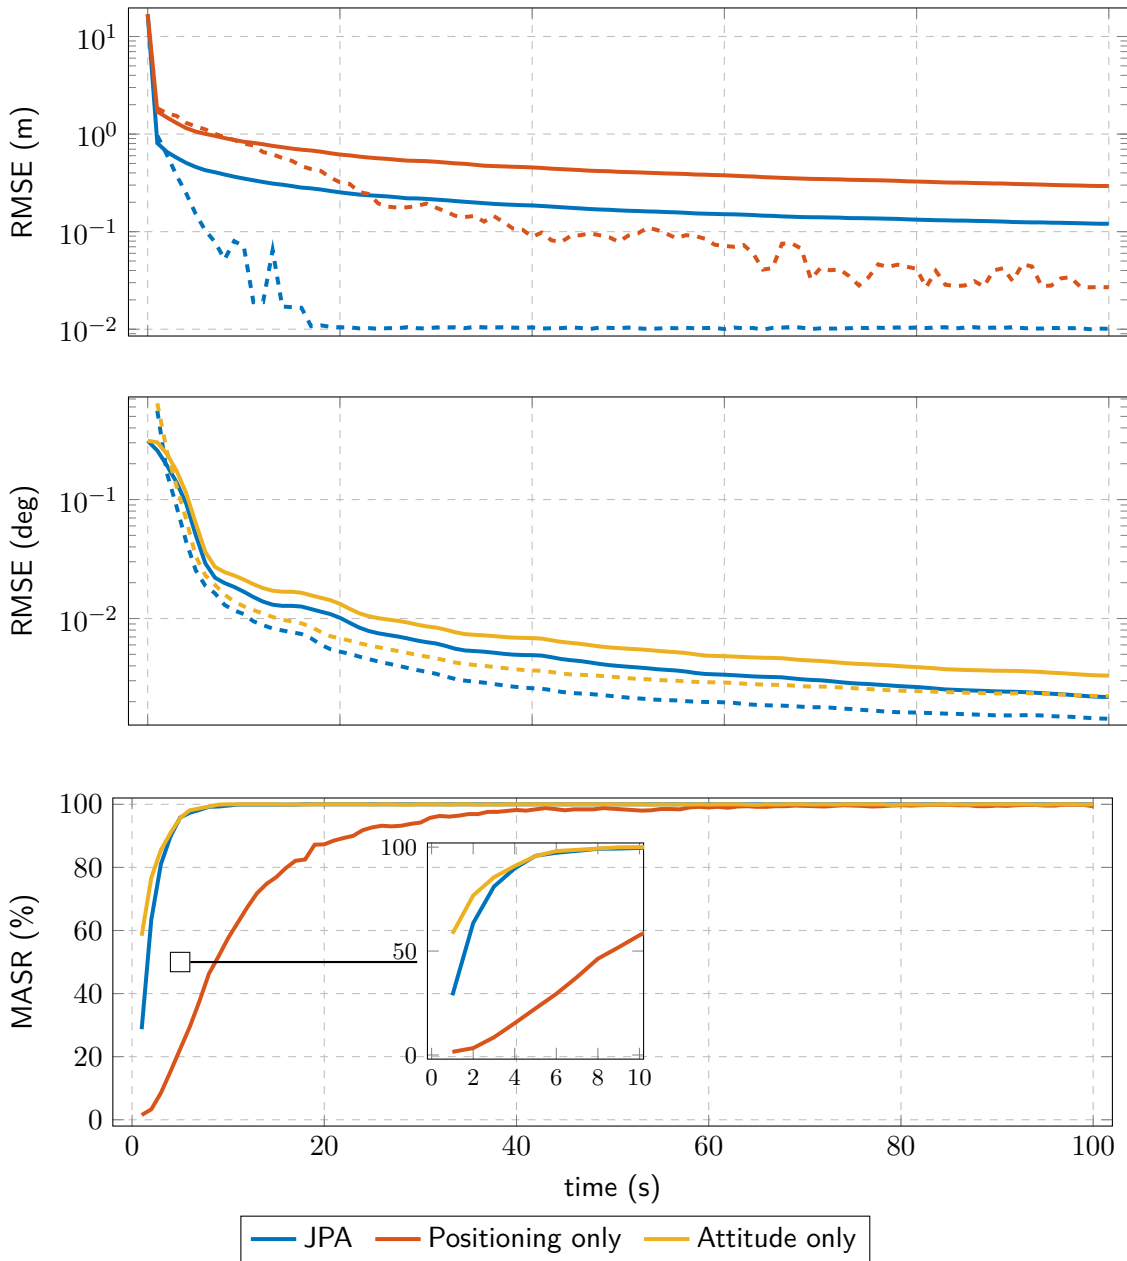 10^1
10^0
10^{-1}
10^{-2}
RMSE (m)
10^{-1}
10^{-2}
RMSE (deg)
100
80
60
40
20
0
MASR (%)
100
50
0
0 2 4 6 8 10
0 20 40 60 80 100
time (s)
JPA Positioning only Attitude only